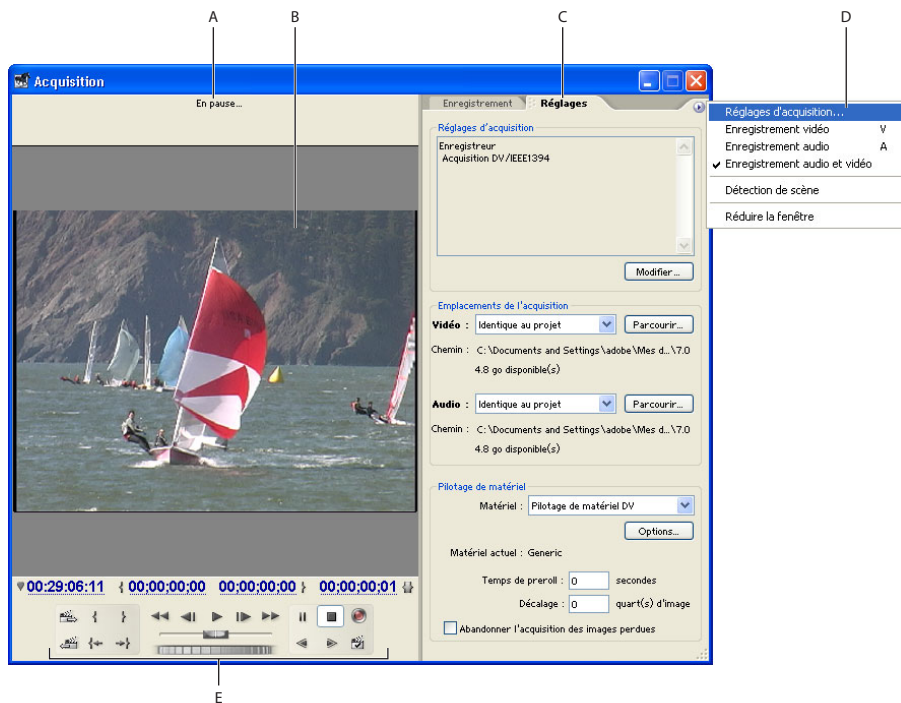 A
B
C
D
Acquisition
En pause...
Enregistrement
Réglages
Réglages d'acquisition...
Enregistrement vidéo V
Enregistrement audio A
Enregistrement audio et vidéo
Détection de scène
Réduire la fenêtre
Réglages d'acquisition
Enregistreur
Acquisition DV/IEEE1394
Modifier...
Emplacements de l'acquisition
Vidéo : Identique au projet Parcourir...
Chemin : C:\Documents and Settings\adobe\Mes d...\7.0
4.8 go disponible(s)
Audio : Identique au projet Parcourir...
Chemin : C:\Documents and Settings\adobe\Mes d...\7.0
4.8 go disponible(s)
Pilotage de matériel
Matériel : Pilotage de matériel DV
Options...
Matériel actuel : Generic
Temps de preroll : 0 secondes
Décalage : 0 quart(s) d'image
Abandonner l'acquisition des images perdues
00:29:06:11 { 00;00;00;00 00;00;00;00 } 00;00;00;01 {}
E